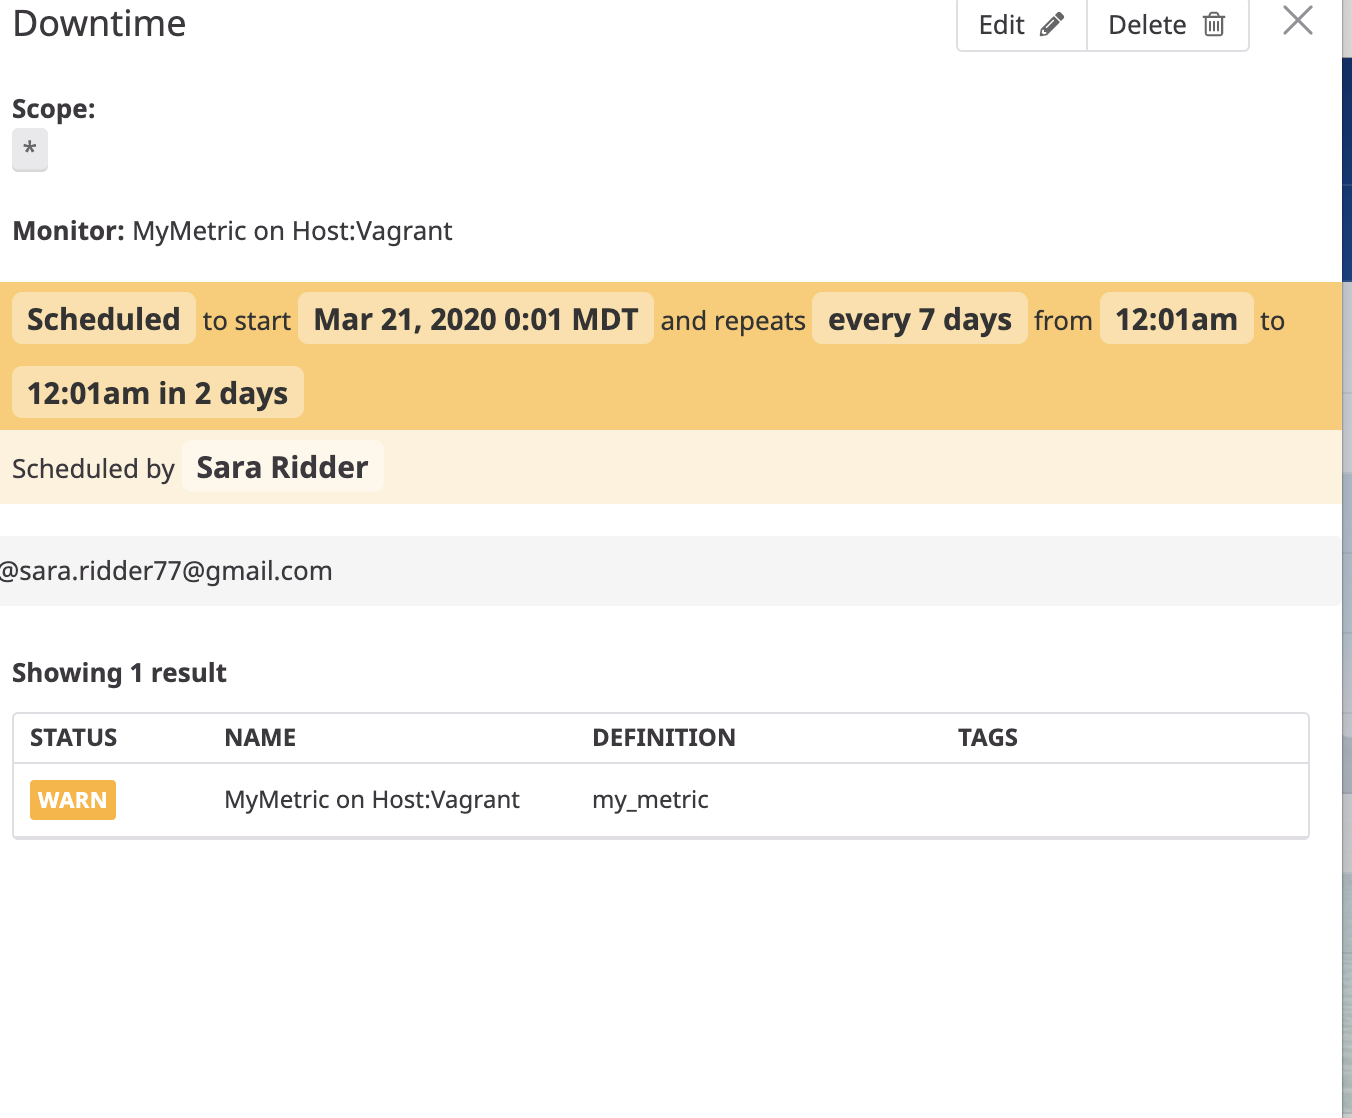 Downtime
Edit
Delete
Scope:
*
Monitor: MyMetric on Host:Vagrant
Scheduled to start Mar 21, 2020 0:01 MDT and repeats every 7 days from 12:01am to
12:01am in 2 days
Scheduled by Sara Ridder
@sara.ridder77@gmail.com
Showing 1 result
STATUS NAME DEFINITION TAGS
WARN MyMetric on Host:Vagrant my_metric